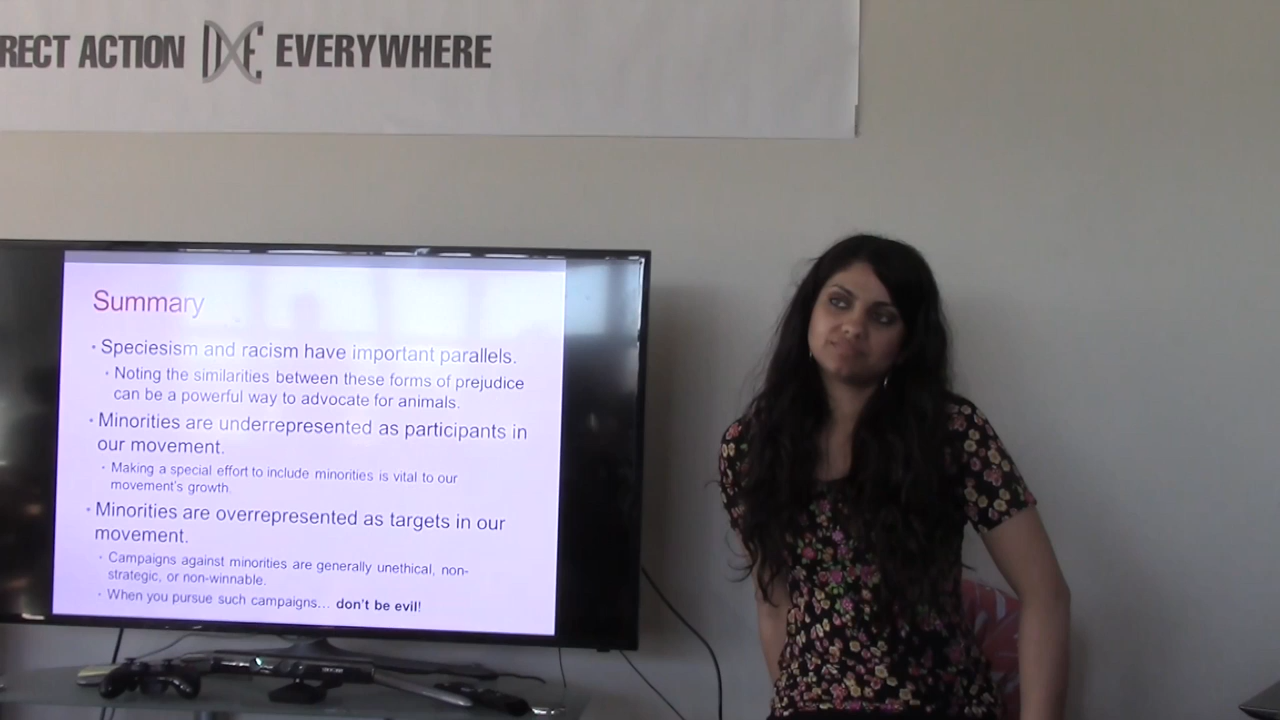 RECT ACTION DXE EVERYWHERE
Summary
• Speciesism and racism have important parallels.
• Noting the similarities between these forms of prejudice
can be a powerful way to advocate for animals.
• Minorities are underrepresented as participants in
our movement.
• Making a special effort to include minorities is vital to our
movement's growth.
• Minorities are overrepresented as targets in our
movement.
• Campaigns against minorities are generally unethical, non-
strategic, or non-winnable.
• When you pursue such campaigns… don't be evil!